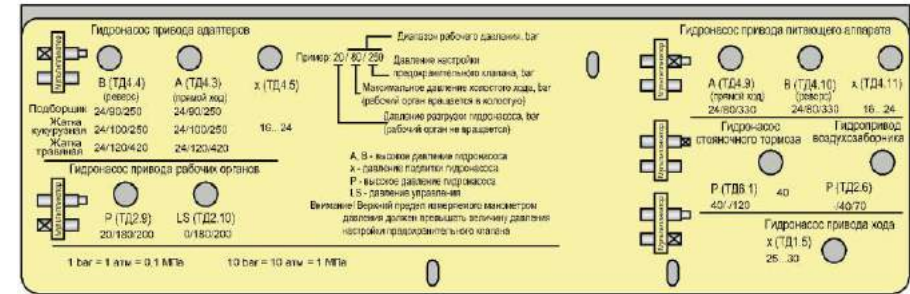 Гидронасос привода адаптеров
Мультипликатор
В (ТД4.4)
(реверс)
А (ТД4.3)
(прямой ход)
х (ТД4.5)
Подборщик 24/90/250 24/90/250
Жатка кукурузная 24/100/250 24/100/250 16...24
Жатка травяная 24/120/420 24/120/420
Гидронасос привода рабочих органов
Мультипликатор
Р (ТД2.9)
20/180/200
LS (ТД2.10)
0/180/200
1 bar = 1 атм = 0,1 МПа 10 bar = 10 атм = 1 МПа
Диапазон рабочего давления, bar
Пример: 20/ 80/ 250
Давление настройки
предохранительного клапана, bar
Максимальное давление холостого хода, bar
(рабочий орган вращается в холостую)
Давление разгрузки гидронасоса, bar
(рабочий орган не вращается)
А, В - высокое давление гидронасоса
х - давление подпитки гидронасоса
Р - высокое давление гидронасоса
LS - давление управления
Внимание! Верхний предел измеряемого манометром
давления должен превышать величину давления
настройки предохранительного клапана
Гидронасос привода питающего аппарата
Мультипликатор
А (ТД4.9)
(прямой ход)
24/80/330
В (ТД4.10)
(реверс)
24/80/330
х (ТД4.11)
16...24
Гидронасос
стояночного тормоза
Мультипликатор
Р (ТД6.1) 40
40/-/120
Гидропривод
воздухозаборника
Р (ТД2.6)
-/40/70
Гидронасос привода хода
Мультипликатор
х (ТД1.5)
25...30